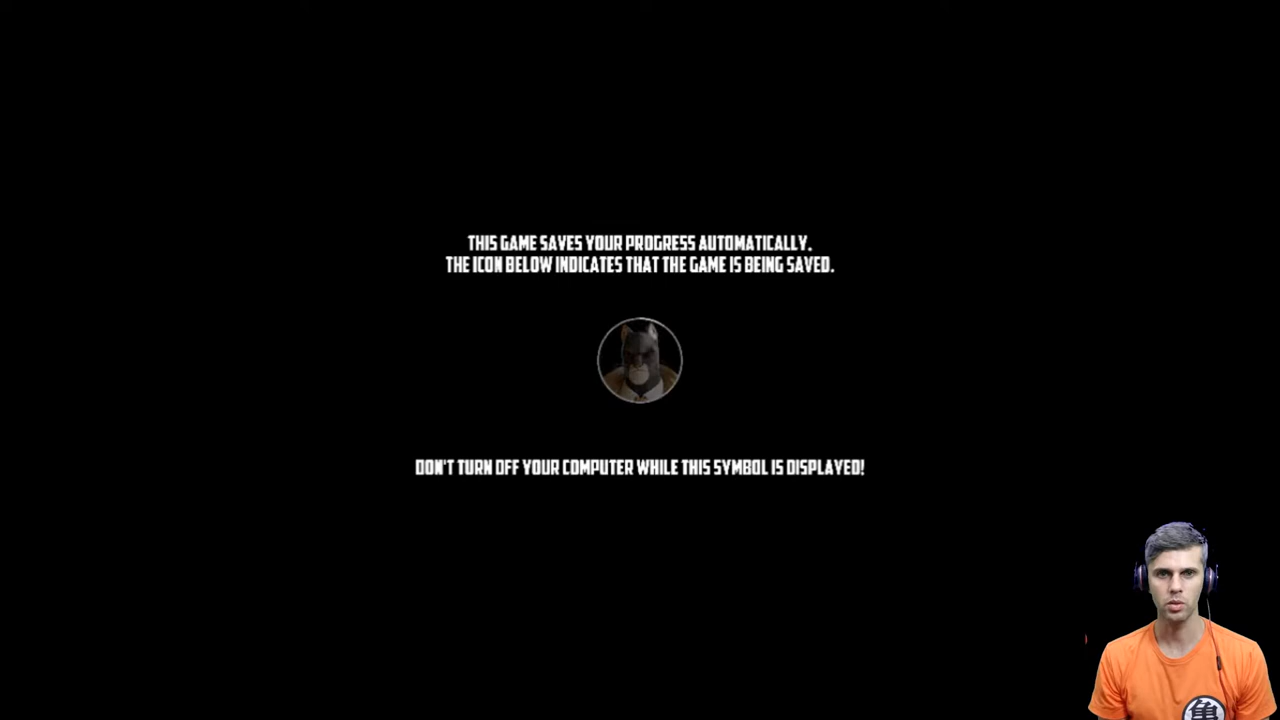 THIS GAME SAVES YOUR PROGRESS AUTOMATICALLY.
THE ICON BELOW INDICATES THAT THE GAME IS BEING SAVED.
DON'T TURN OFF YOUR COMPUTER WHILE THIS SYMBOL IS DISPLAYED!
亀